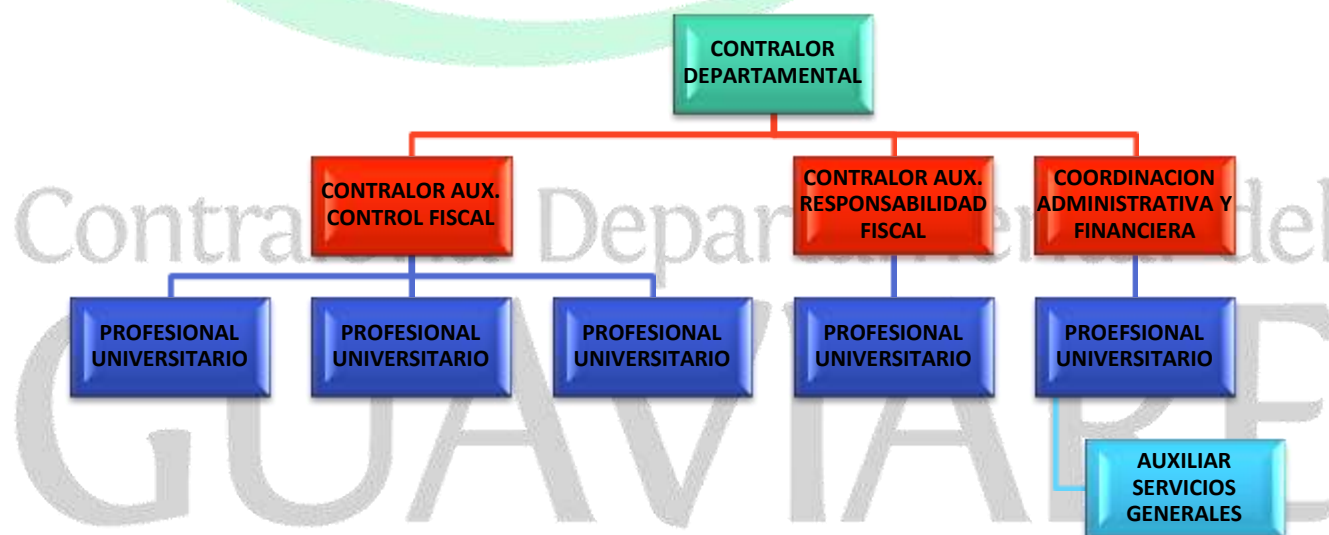 CONTRALOR
DEPARTAMENTAL
CONTRALOR AUX.
CONTROL FISCAL
CONTRALOR AUX.
RESPONSABILIDAD
FISCAL
COORDINACION
ADMINISTRATIVA Y
FINANCIERA
PROFESIONAL
UNIVERSITARIO
PROFESIONAL
UNIVERSITARIO
PROFESIONAL
UNIVERSITARIO
PROFESIONAL
UNIVERSITARIO
PROEFSIONAL
UNIVERSITARIO
AUXILIAR
SERVICIOS
GENERALES
Contraloría Departamental del
GUAVIARE